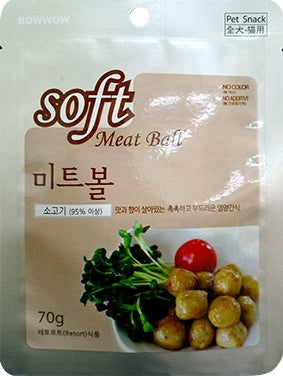 BOWWOW
Pet Snack
全犬·猫用
NO COLOR
NO ADDITIVE
soft
Meat Ball
미트볼
소고기 (95% 이상)
맛과 향이 살아있는 촉촉하고 부드러운 영양간식
70g
레토르트(Retort)식품